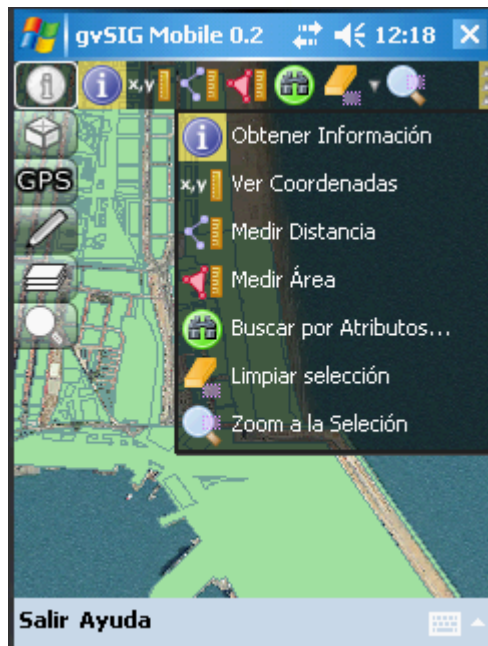 gvSIG Mobile 0.2 12:18
x,y
Obtener Información
GPS
x,y Ver Coordenadas
Medir Distancia
Medir Área
Buscar por Atributos...
Limpiar selección
Zoom a la Seleción
Salir Ayuda